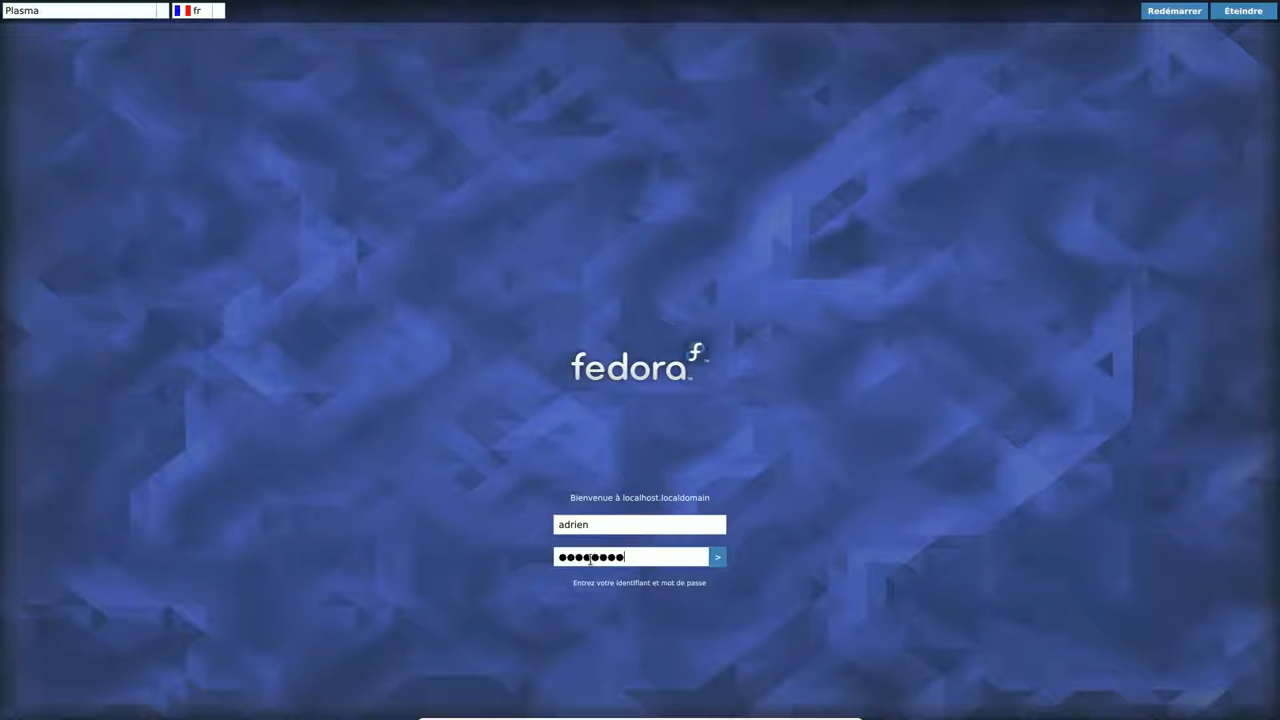 Plasma
fr
Redémarrer
Éteindre
fedora
Bienvenue à localhost.localdomain
adrien
●●●●●●●●
>
Entrez votre identifiant et mot de passe